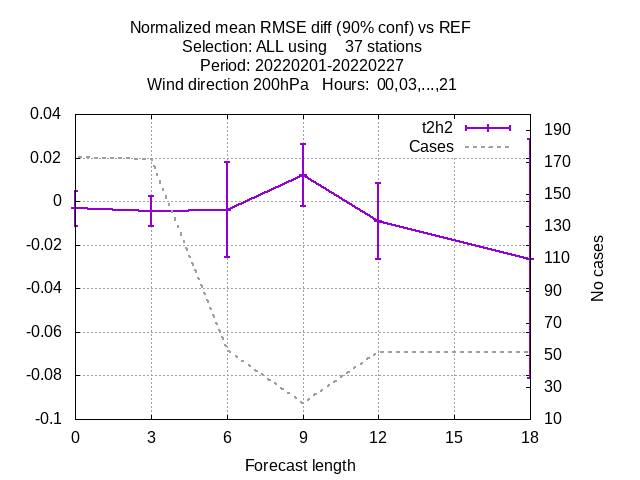 Normalized mean RMSE diff (90% conf) vs REF
Selection: ALL using    37 stations
Period: 20220201-20220227
Wind direction 200hPa   Hours:  00,03,...,21
t2h2
Cases
0.04
0.02
0
-0.02
-0.04
-0.06
-0.08
-0.1
190
170
150
130
110
90
70
50
30
10
No cases
0 3 6 9 12 15 18
Forecast length